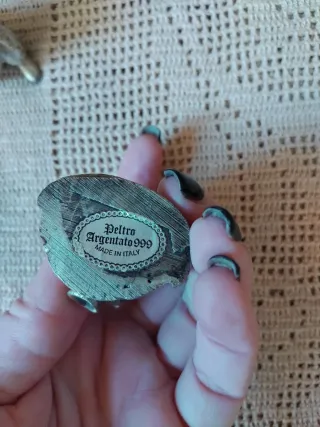 Peltro
Argentato 999
MADE IN ITALY